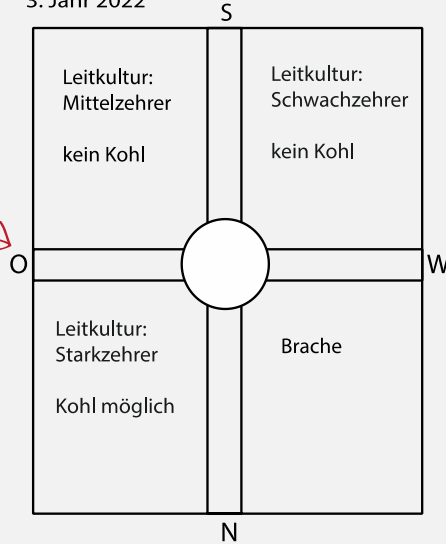 3. Jahr 2022
S
Leitkultur:
Mittelzehrer
kein Kohl
Leitkultur:
Schwachzehrer
kein Kohl
O
W
Leitkultur:
Starkzehrer
Kohl möglich
Brache
N